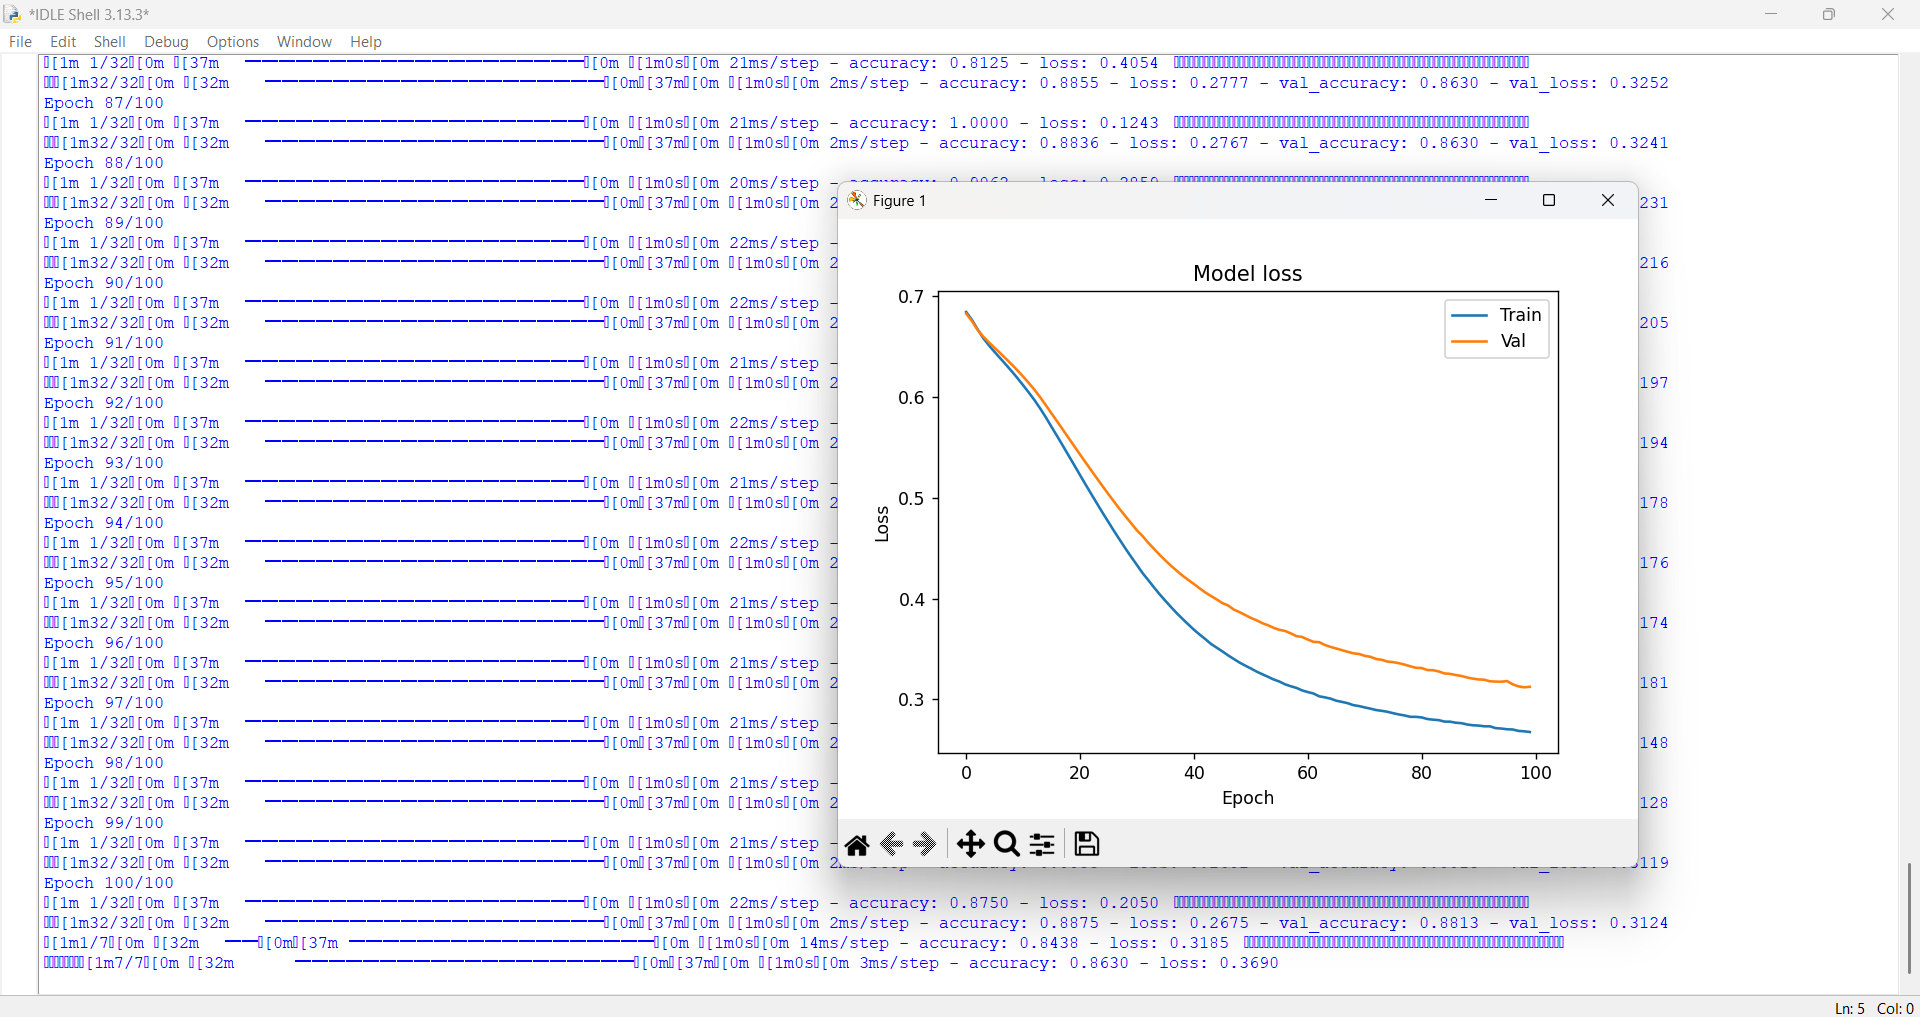 *IDLE Shell 3.13.3*
File Edit Shell Debug Options Window Help
[1m 1/32[0m [37m ━━━━━━━━━━━━━━━━━━━━[0m [1m0s[0m 21ms/step - accuracy: 0.8125 - loss: 0.4054
[1m32/32[0m [32m ━━━━━━━━━━━━━━━━━━━━[0m[37m[0m [1m0s[0m 2ms/step - accuracy: 0.8855 - loss: 0.2777 - val_accuracy: 0.8630 - val_loss: 0.3252
Epoch 87/100
[1m 1/32[0m [37m ━━━━━━━━━━━━━━━━━━━━[0m [1m0s[0m 21ms/step - accuracy: 1.0000 - loss: 0.1243
[1m32/32[0m [32m ━━━━━━━━━━━━━━━━━━━━[0m[37m[0m [1m0s[0m 2ms/step - accuracy: 0.8836 - loss: 0.2767 - val_accuracy: 0.8630 - val_loss: 0.3241
Epoch 88/100
[1m 1/32[0m [37m ━━━━━━━━━━━━━━━━━━━━[0m [1m0s[0m 20ms/step -
[1m32/32[0m [32m ━━━━━━━━━━━━━━━━━━━━[0m[37m[0m [1m0s[0m 2 231
Epoch 89/100
[1m 1/32[0m [37m ━━━━━━━━━━━━━━━━━━━━[0m [1m0s[0m 22ms/step -
[1m32/32[0m [32m ━━━━━━━━━━━━━━━━━━━━[0m[37m[0m [1m0s[0m 2 216
Epoch 90/100
[1m 1/32[0m [37m ━━━━━━━━━━━━━━━━━━━━[0m [1m0s[0m 22ms/step -
[1m32/32[0m [32m ━━━━━━━━━━━━━━━━━━━━[0m[37m[0m [1m0s[0m 2 205
Epoch 91/100
[1m 1/32[0m [37m ━━━━━━━━━━━━━━━━━━━━[0m [1m0s[0m 21ms/step -
[1m32/32[0m [32m ━━━━━━━━━━━━━━━━━━━━[0m[37m[0m [1m0s[0m 2 197
Epoch 92/100
[1m 1/32[0m [37m ━━━━━━━━━━━━━━━━━━━━[0m [1m0s[0m 22ms/step -
[1m32/32[0m [32m ━━━━━━━━━━━━━━━━━━━━[0m[37m[0m [1m0s[0m 2 194
Epoch 93/100
[1m 1/32[0m [37m ━━━━━━━━━━━━━━━━━━━━[0m [1m0s[0m 21ms/step -
[1m32/32[0m [32m ━━━━━━━━━━━━━━━━━━━━[0m[37m[0m [1m0s[0m 2 178
Epoch 94/100
[1m 1/32[0m [37m ━━━━━━━━━━━━━━━━━━━━[0m [1m0s[0m 22ms/step -
[1m32/32[0m [32m ━━━━━━━━━━━━━━━━━━━━[0m[37m[0m [1m0s[0m 2 176
Epoch 95/100
[1m 1/32[0m [37m ━━━━━━━━━━━━━━━━━━━━[0m [1m0s[0m 21ms/step -
[1m32/32[0m [32m ━━━━━━━━━━━━━━━━━━━━[0m[37m[0m [1m0s[0m 2 174
Epoch 96/100
[1m 1/32[0m [37m ━━━━━━━━━━━━━━━━━━━━[0m [1m0s[0m 21ms/step -
[1m32/32[0m [32m ━━━━━━━━━━━━━━━━━━━━[0m[37m[0m [1m0s[0m 2 181
Epoch 97/100
[1m 1/32[0m [37m ━━━━━━━━━━━━━━━━━━━━[0m [1m0s[0m 21ms/step -
[1m32/32[0m [32m ━━━━━━━━━━━━━━━━━━━━[0m[37m[0m [1m0s[0m 2 148
Epoch 98/100
[1m 1/32[0m [37m ━━━━━━━━━━━━━━━━━━━━[0m [1m0s[0m 21ms/step -
[1m32/32[0m [32m ━━━━━━━━━━━━━━━━━━━━[0m[37m[0m [1m0s[0m 2 128
Epoch 99/100
[1m 1/32[0m [37m ━━━━━━━━━━━━━━━━━━━━[0m [1m0s[0m 21ms/step -
[1m32/32[0m [32m ━━━━━━━━━━━━━━━━━━━━[0m[37m[0m [1m0s[0m 119
Epoch 100/100
[1m 1/32[0m [37m ━━━━━━━━━━━━━━━━━━━━[0m [1m0s[0m 22ms/step - accuracy: 0.8750 - loss: 0.2050
[1m32/32[0m [32m ━━━━━━━━━━━━━━━━━━━━[0m[37m[0m [1m0s[0m 2ms/step - accuracy: 0.8875 - loss: 0.2675 - val_accuracy: 0.8813 - val_loss: 0.3124
[1m1/7[0m [32m ━━[0m[37m ━━━━━━━━━━━━━━━━━━[0m [1m0s[0m 14ms/step - accuracy: 0.8438 - loss: 0.3185
[1m7/7[0m [32m ━━━━━━━━━━━━━━━━━━━━[0m[37m[0m [1m0s[0m 3ms/step - accuracy: 0.8630 - loss: 0.3690
Figure 1
Model loss
Train
Val
0.7
0.6
0.5
0.4
0.3
Loss
0 20 40 60 80 100
Epoch
Ln: 5 Col: 0